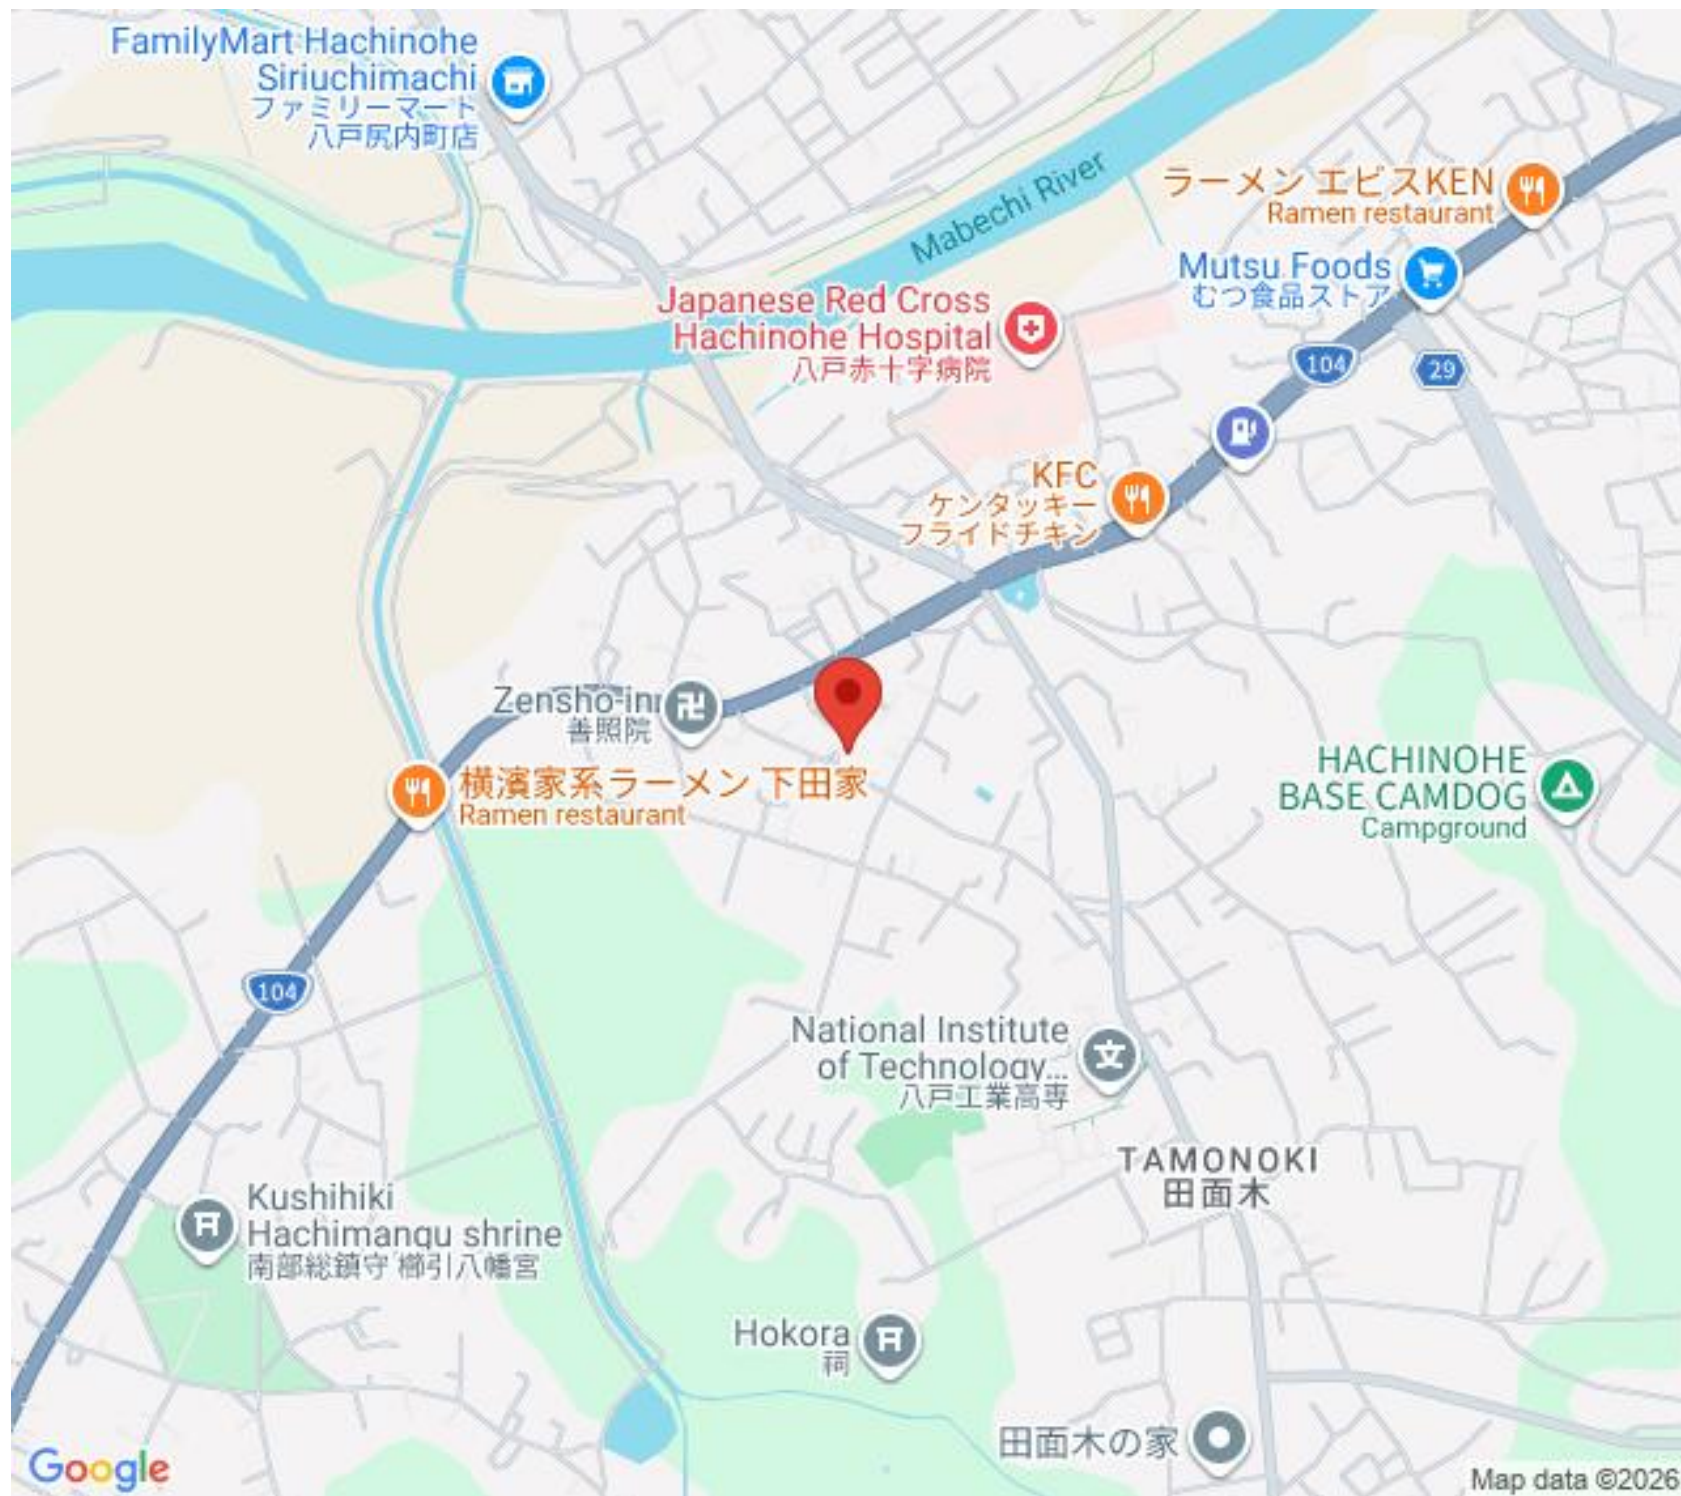 FamilyMart Hachinohe
Siriuchimachi
ファミリーマート
八戸尻内町店
Mabechi River
ラーメン エビスKEN
Ramen restaurant
Mutsu Foods
むつ食品ストア
Japanese Red Cross
Hachinohe Hospital
八戸赤十字病院
104
29
KFC
ケンタッキー
フライドチキン
Zensho-inn
善照院
横濱家系ラーメン 下田家
Ramen restaurant
HACHINOHE
BASE CAMDOG
Campground
104
National Institute
of Technology...
八戸工業高専
文
TAMONOKI
田面木
Kushihiki
Hachimangu shrine
南部総鎮守 櫛引八幡宮
Hokora
祠
田面木の家
Google
Map data ©2026